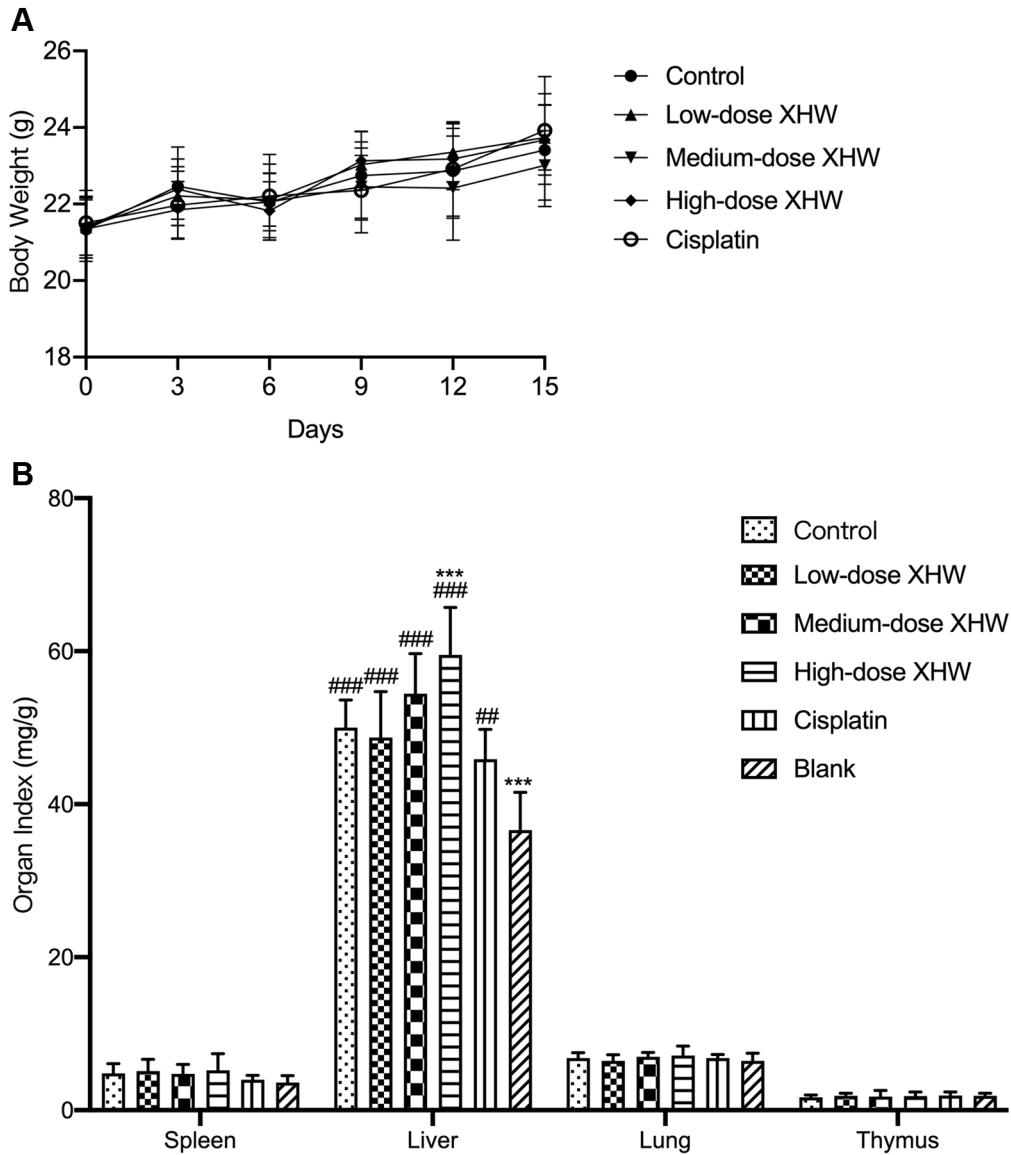 A
26
24
22
20
18
Body Weight (g)
0 3 6 9 12 15
Days
Control
Low-dose XHW
Medium-dose XHW
High-dose XHW
Cisplatin
B
80
60
40
20
0
Organ Index (mg/g)
###
###
###
***
###
##
***
Spleen Liver Lung Thymus
Control
Low-dose XHW
Medium-dose XHW
High-dose XHW
Cisplatin
Blank